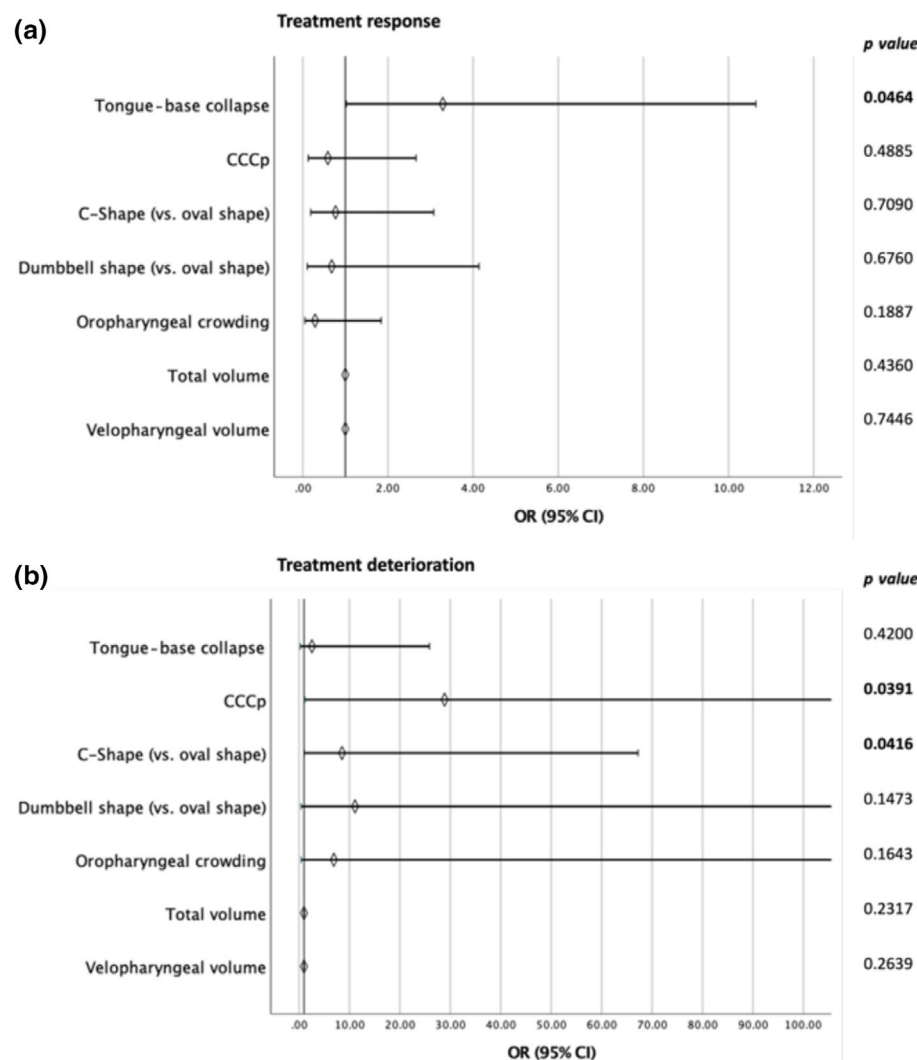 (a)
Treatment response
p value
Tongue-base collapse 0.0464
CCCp 0.4885
C-Shape (vs. oval shape) 0.7090
Dumbbell shape (vs. oval shape) 0.6760
Oropharyngeal crowding 0.1887
Total volume 0.4360
Velopharyngeal volume 0.7446
.00 2.00 4.00 6.00 8.00 10.00 12.00
OR (95% CI)
(b)
Treatment deterioration
p value
Tongue-base collapse 0.4200
CCCp 0.0391
C-Shape (vs. oval shape) 0.0416
Dumbbell shape (vs. oval shape) 0.1473
Oropharyngeal crowding 0.1643
Total volume 0.2317
Velopharyngeal volume 0.2639
.00 10.00 20.00 30.00 40.00 50.00 60.00 70.00 80.00 90.00 100.00
OR (95% CI)